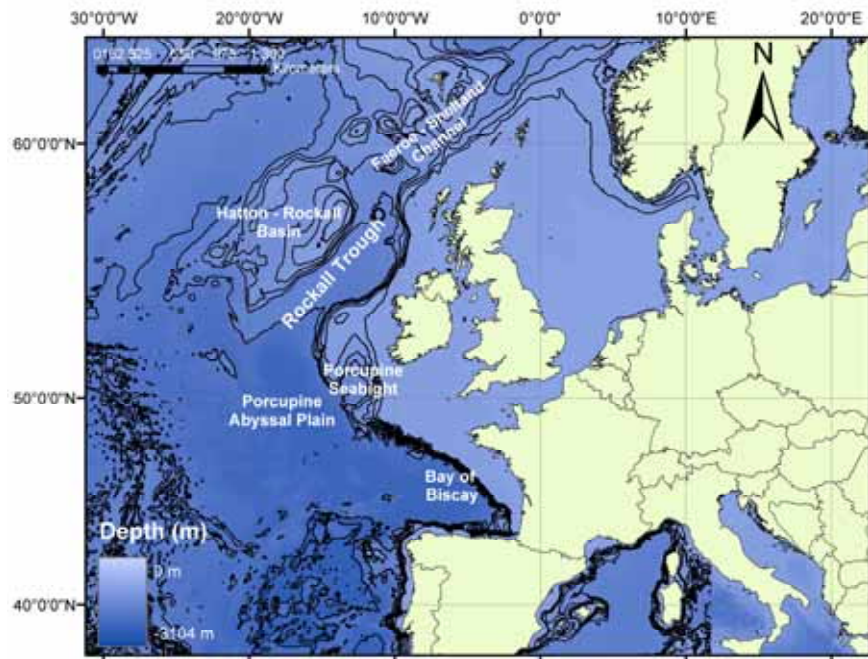 30°0'0"W
20°0'0"W
10°0'0"W
0°0'0"
10°0'0"E
20°0'0"E
Kilometers
N
60°0'0"N
Faeroe - Shetland
Channel
Hatton - Rockall
Basin
Rockall Trough
Porcupine
Seabight
50°0'0"N
Porcupine
Abyssal Plain
Bay of
Biscay
Depth (m)
0 m
40°0'0"N
-3104 m